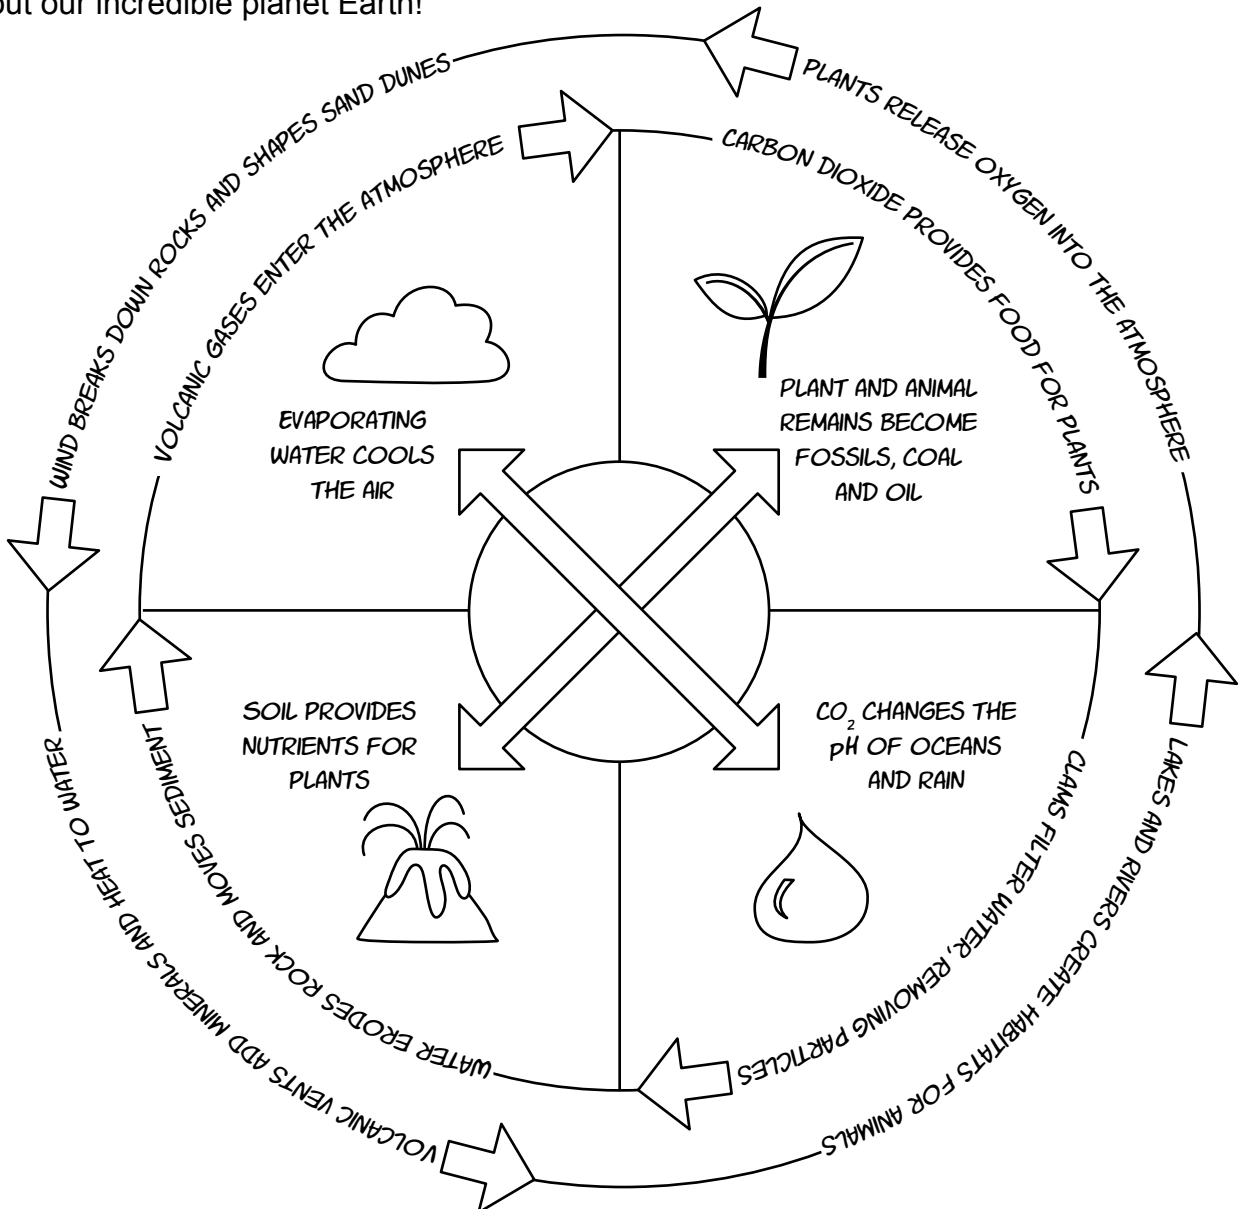 out our incredible planet Earth!
WIND BREAKS DOWN ROCKS AND SHAPES SAND DUNES
PLANTS RELEASE OXYGEN INTO THE ATMOSPHERE
VOLCANIC GASES ENTER THE ATMOSPHERE
CARBON DIOXIDE PROVIDES FOOD FOR PLANTS
EVAPORATING
WATER COOLS
THE AIR
PLANT AND ANIMAL
REMAINS BECOME
FOSSILS, COAL
AND OIL
SOIL PROVIDES
NUTRIENTS FOR
PLANTS
CO₂ CHANGES THE
pH OF OCEANS
AND RAIN
WATER ERODES ROCK AND MOVES SEDIMENT
CLAMS FILTER WATER, REMOVING PARTICLES
VOLCANIC VENTS ADD MINERALS AND HEAT TO WATER
LAKES AND RIVERS CREATE HABITATS FOR ANIMALS